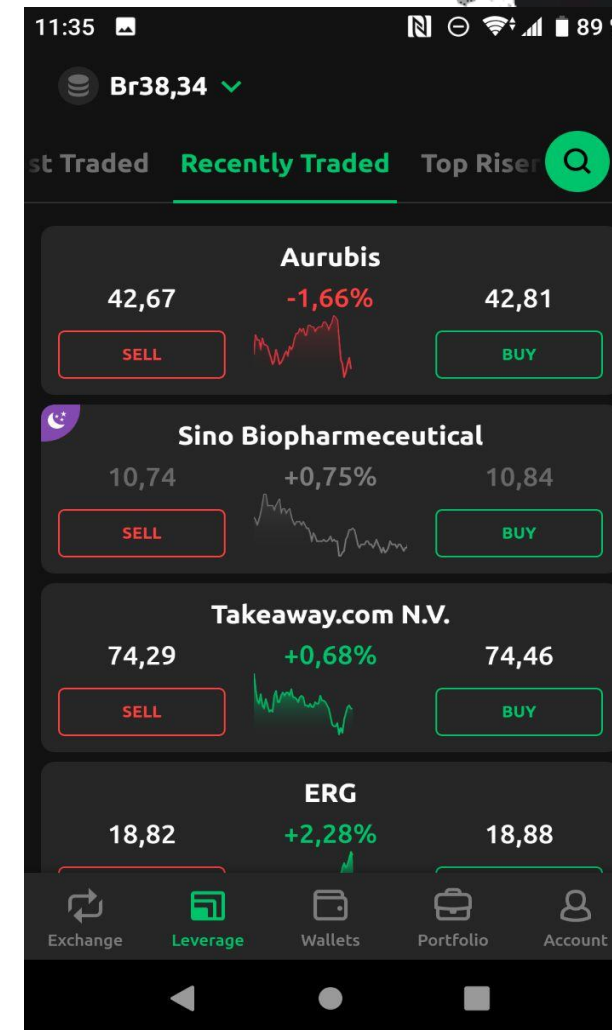 11:35 89
Br38,34
st Traded Recently Traded Top Riser
Aurubis
42,67 -1,66% 42,81
SELL BUY
Sino Biopharmeceutical
10,74 +0,75% 10,84
SELL BUY
Takeaway.com N.V.
74,29 +0,68% 74,46
SELL BUY
ERG
18,82 +2,28% 18,88
Exchange Leverage Wallets Portfolio Account